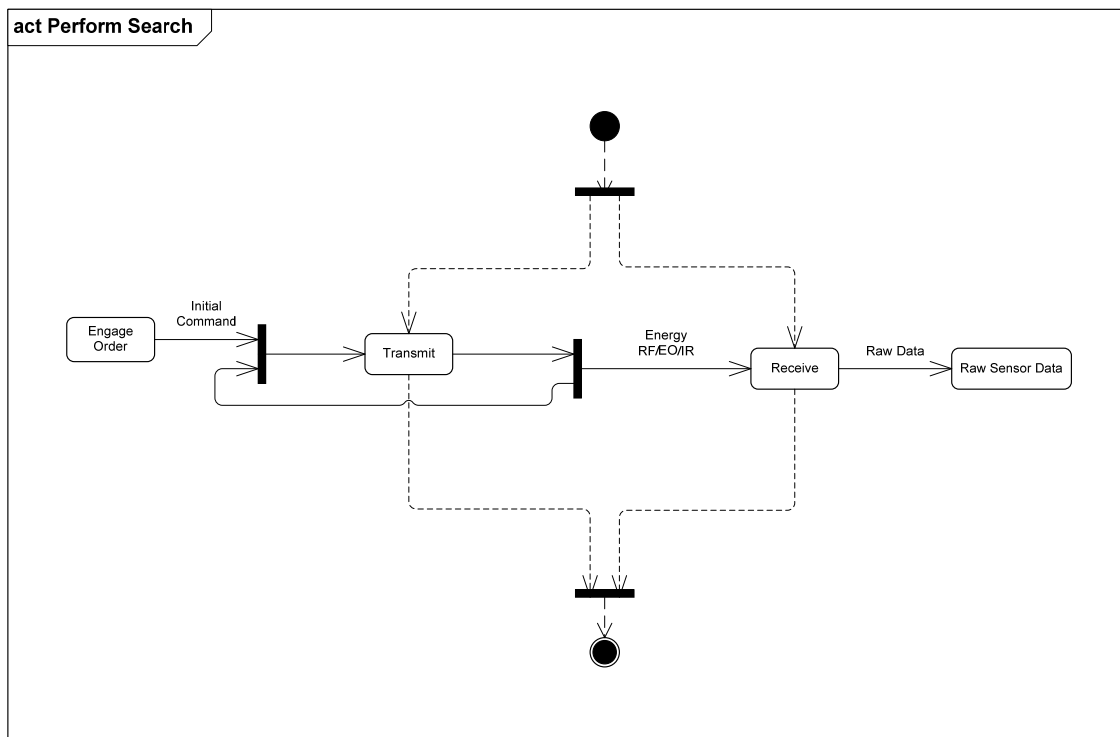 act Perform Search
Initial
Command
Engage
Order
Transmit
Energy
RF/EO/IR
Receive
Raw Data
Raw Sensor Data